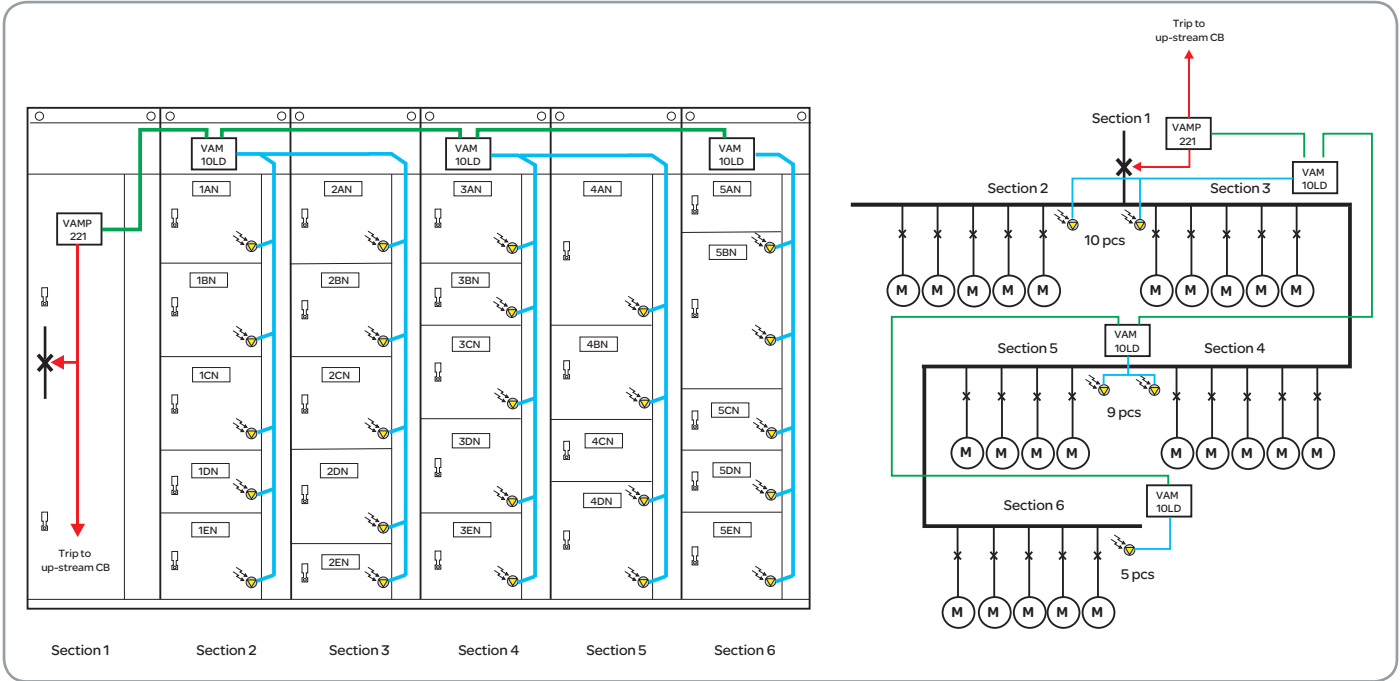 VAM
10LD
VAM
10LD
VAM
10LD
1AN
2AN
3AN
4AN
5AN
VAMP
221
1BN
2BN
3BN
5BN
3CN
4BN
1CN
2CN
5CN
1DN
2DN
3DN
4CN
5DN
4DN
1EN
2EN
3EN
5EN
Trip to
up-stream CB
Section 1
Section 2
Section 3
Section 4
Section 5
Section 6
Trip to
up-stream CB
Section 1
VAMP
221
VAM
10LD
Section 2
Section 3
10 pcs
M
M
M
M
M
M
M
M
M
M
VAM
10LD
Section 5
Section 4
9 pcs
M
M
M
M
M
M
M
M
M
VAM
10LD
Section 6
5 pcs
M
M
M
M
M